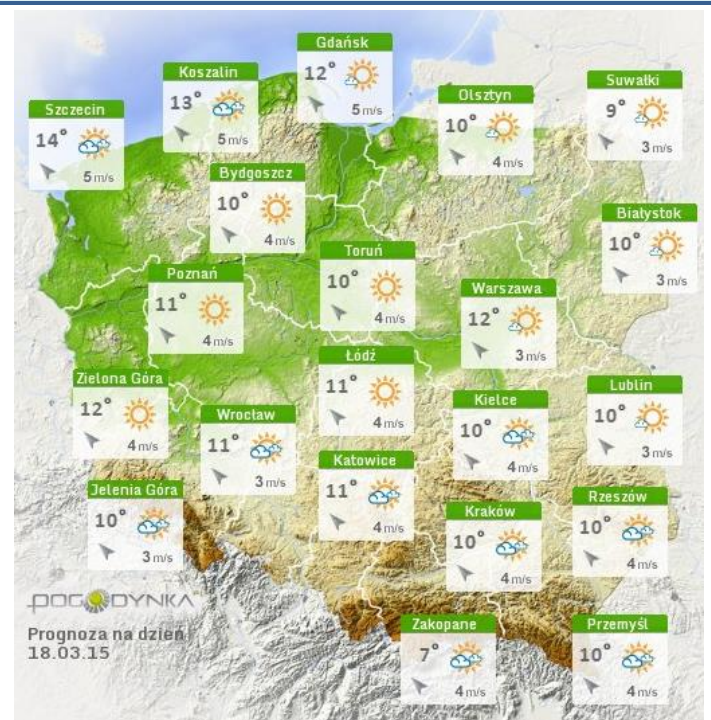 Gdańsk
12°
5 m/s
Koszalin
13°
5 m/s
Suwałki
9°
3 m/s
Olsztyn
10°
4 m/s
Szczecin
14°
5 m/s
Bydgoszcz
10°
4 m/s
Białystok
10°
3 m/s
Toruń
10°
4 m/s
Poznań
11°
4 m/s
Warszawa
12°
3 m/s
Łódź
11°
4 m/s
Zielona Góra
12°
4 m/s
Lublin
10°
3 m/s
Kielce
10°
4 m/s
Wrocław
11°
3 m/s
Katowice
11°
4 m/s
Jelenia Góra
10°
3 m/s
Rzeszów
10°
4 m/s
Kraków
10°
4 m/s
POGODYNKA
Prognoza na dzień
18.03.15
Zakopane
7°
4 m/s
Przemyśl
10°
4 m/s